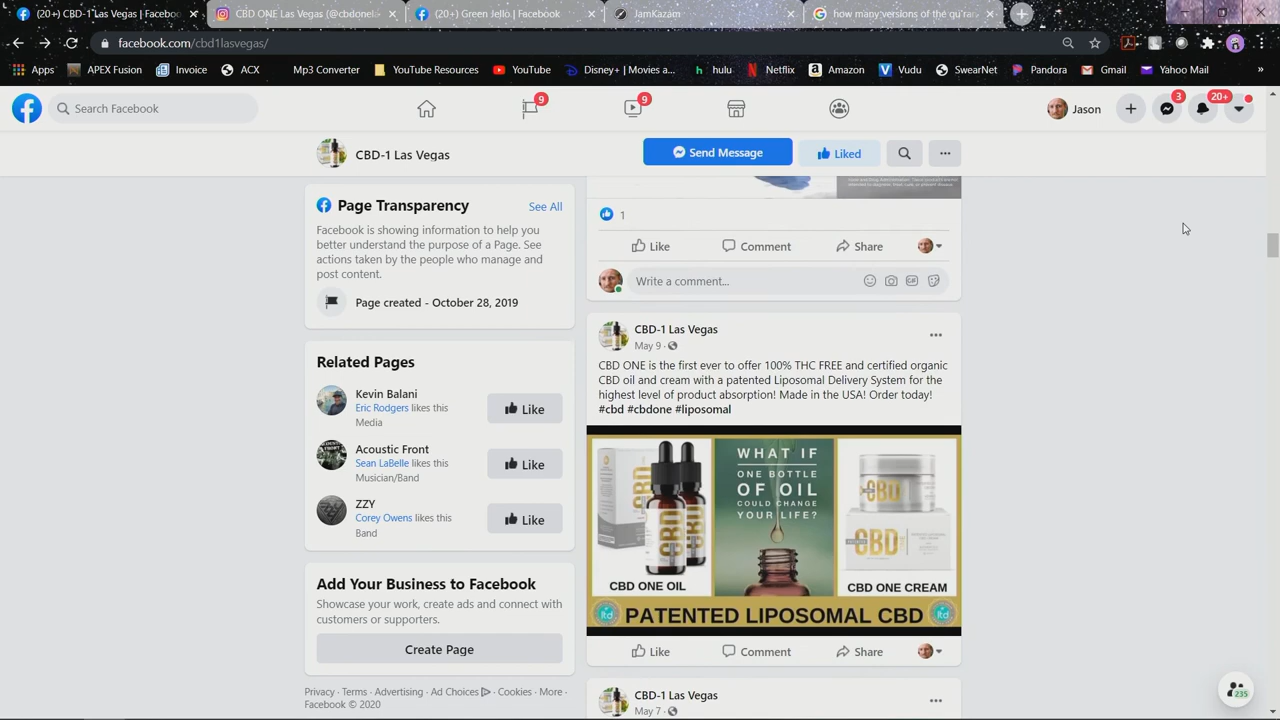 (20+) CBD-1 Las Vegas | Faceboo
CBD ONE Las Vegas (@cbdonel
(20+) Green Jello | Facebook
JamKazam
how many versions of the qu'ran
facebook.com/cbd1lasvegas/
Apps
APEX Fusion
Invoice
ACX
Mp3 Converter
YouTube Resources
YouTube
Disney+ | Movies a...
hulu
Netflix
Amazon
Vudu
SwearNet
Pandora
Gmail
Yahoo Mail
»
Search Facebook
9
9
Jason
3
20+
CBD-1 Las Vegas
Send Message
Liked
Page Transparency
See All
Facebook is showing information to help you
better understand the purpose of a Page. See
actions taken by the people who manage and
post content.
Page created - October 28, 2019
Related Pages
Kevin Balani
Eric Rodgers likes this
Media
Like
Acoustic Front
Sean LaBelle likes this
Musician/Band
Like
ZZY
Corey Owens likes this
Band
Like
Add Your Business to Facebook
Showcase your work, create ads and connect with
customers or supporters.
Create Page
Privacy · Terms · Advertising · Ad Choices · Cookies · More ·
Facebook © 2020
1
Like
Comment
Share
Write a comment...
GIF
CBD-1 Las Vegas
May 9 ·
CBD ONE is the first ever to offer 100% THC FREE and certified organic
CBD oil and cream with a patented Liposomal Delivery System for the
highest level of product absorption! Made in the USA! Order today!
#cbd #cbdone #liposomal
CBD
CBD
WHAT IF
ONE BOTTLE
OF OIL
COULD CHANGE
YOUR LIFE?
CBD
CBD
CBD ONE OIL
CBD ONE CREAM
ltd
PATENTED LIPOSOMAL CBD
ltd
Like
Comment
Share
CBD-1 Las Vegas
May 7 ·
235